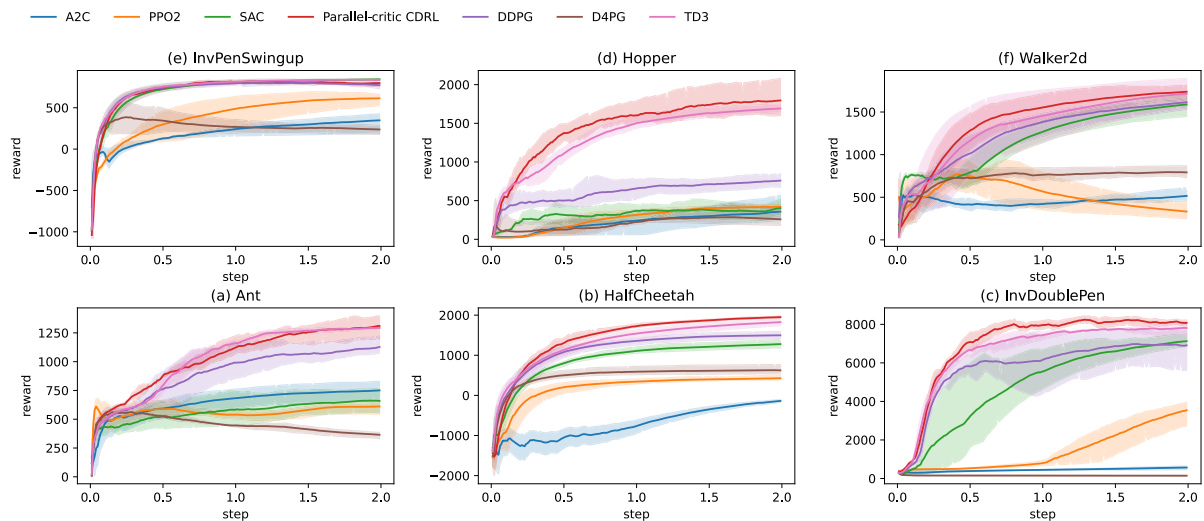 A2C PPO2 SAC Parallel-critic CDRL DDPG D4PG TD3
(e) InvPenSwingup
reward
500
0
−500
−1000
0.0 0.5 1.0 1.5 2.0
step
(d) Hopper
reward
2000
1500
1000
500
0
0.0 0.5 1.0 1.5 2.0
step
(f) Walker2d
reward
1500
1000
500
0
0.0 0.5 1.0 1.5 2.0
step
(a) Ant
reward
1250
1000
750
500
250
0
0.0 0.5 1.0 1.5 2.0
step
(b) HalfCheetah
reward
2000
1000
0
−1000
−2000
0.0 0.5 1.0 1.5 2.0
step
(c) InvDoublePen
reward
8000
6000
4000
2000
0
0.0 0.5 1.0 1.5 2.0
step